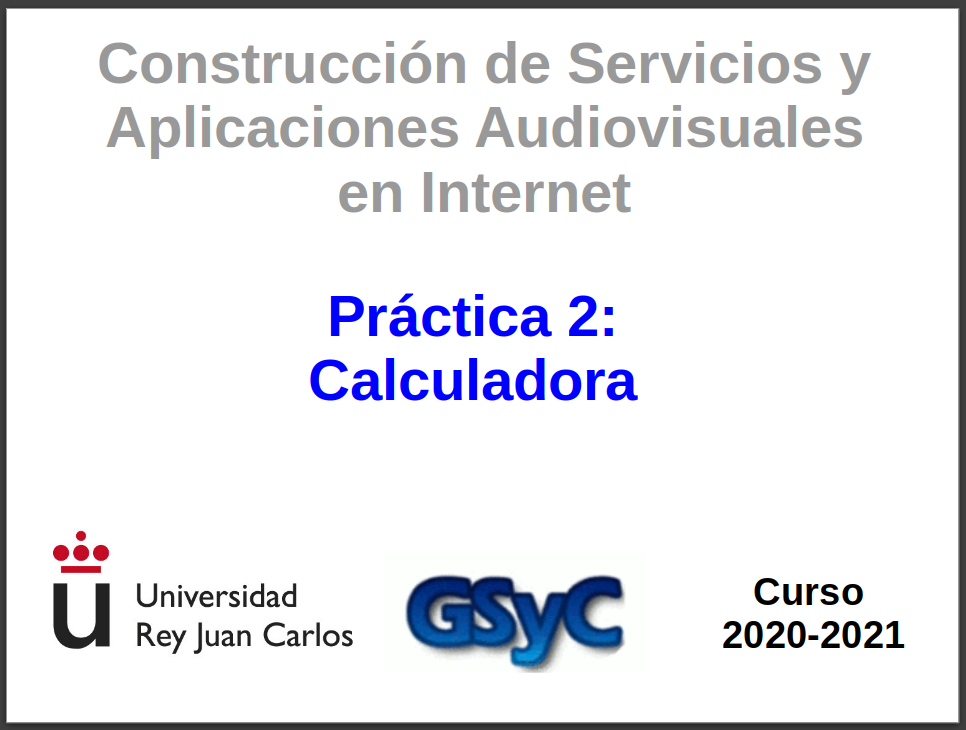 Construcción de Servicios y
Aplicaciones Audiovisuales
en Internet
Práctica 2:
Calculadora
Universidad
Rey Juan Carlos
GSyC
Curso
2020-2021